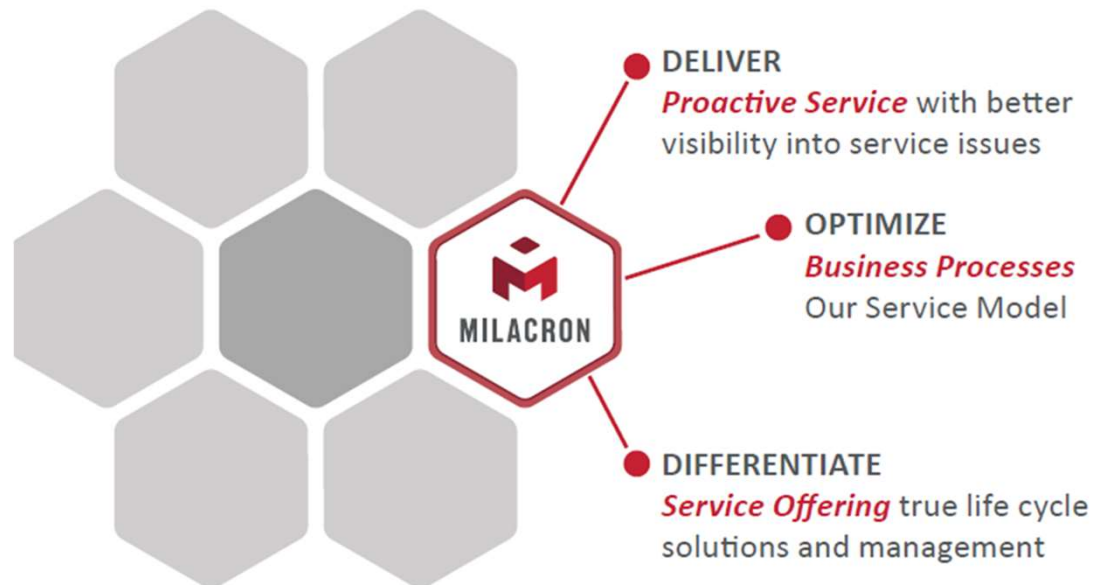 DELIVER
Proactive Service with better
visibility into service issues
OPTIMIZE
Business Processes
Our Service Model
MILACRON
DIFFERENTIATE
Service Offering true life cycle
solutions and management